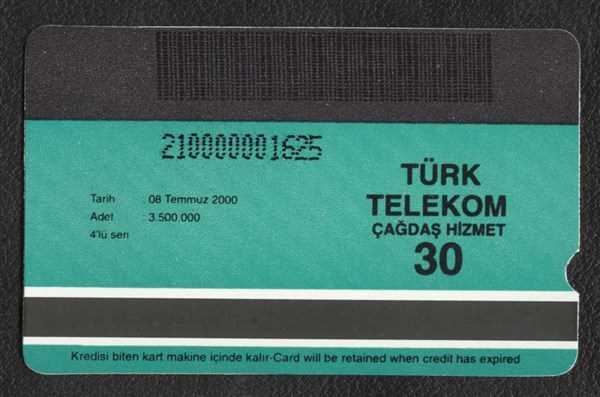 210000001625
Tarih : 08 Temmuz 2000
Adet : 3.500.000
4'lü seri
TÜRK
TELEKOM
ÇAĞDAŞ HİZMET
30
Kredisi biten kart makine içinde kalır-Card will be retained when credit has expired